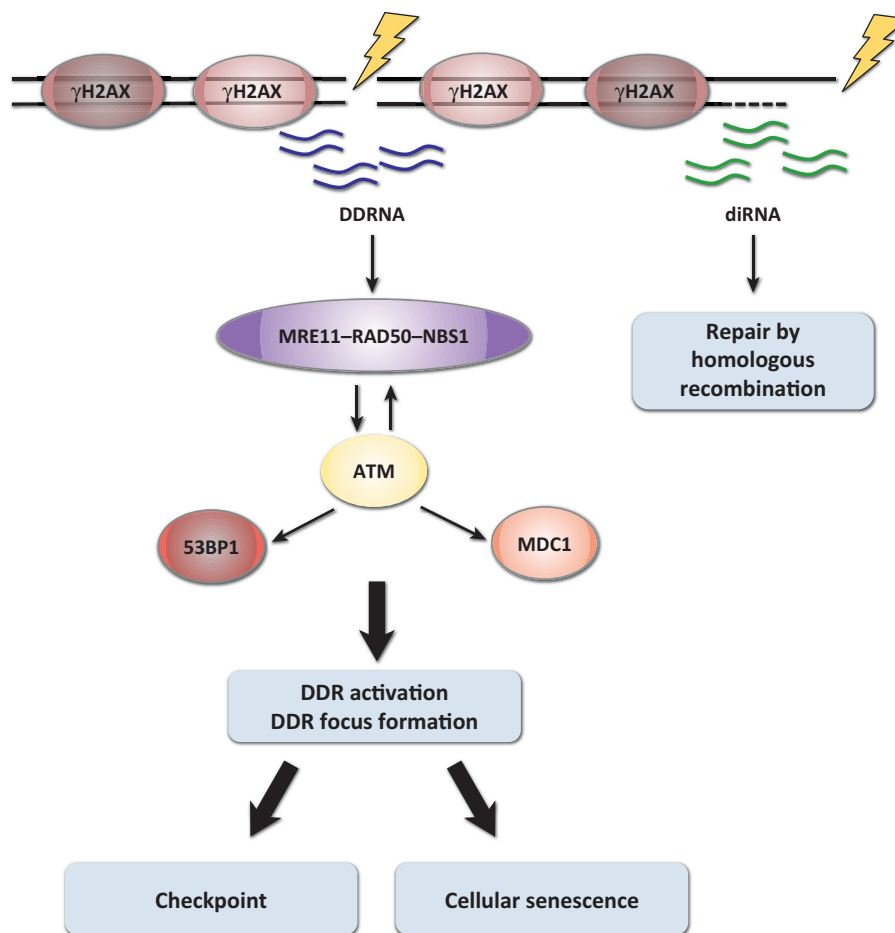 γH2AX
γH2AX
γH2AX
γH2AX
DDRNA
diRNA
MRE11–RAD50–NBS1
Repair by
homologous
recombination
ATM
53BP1
MDC1
DDR activation
DDR focus formation
Checkpoint
Cellular senescence